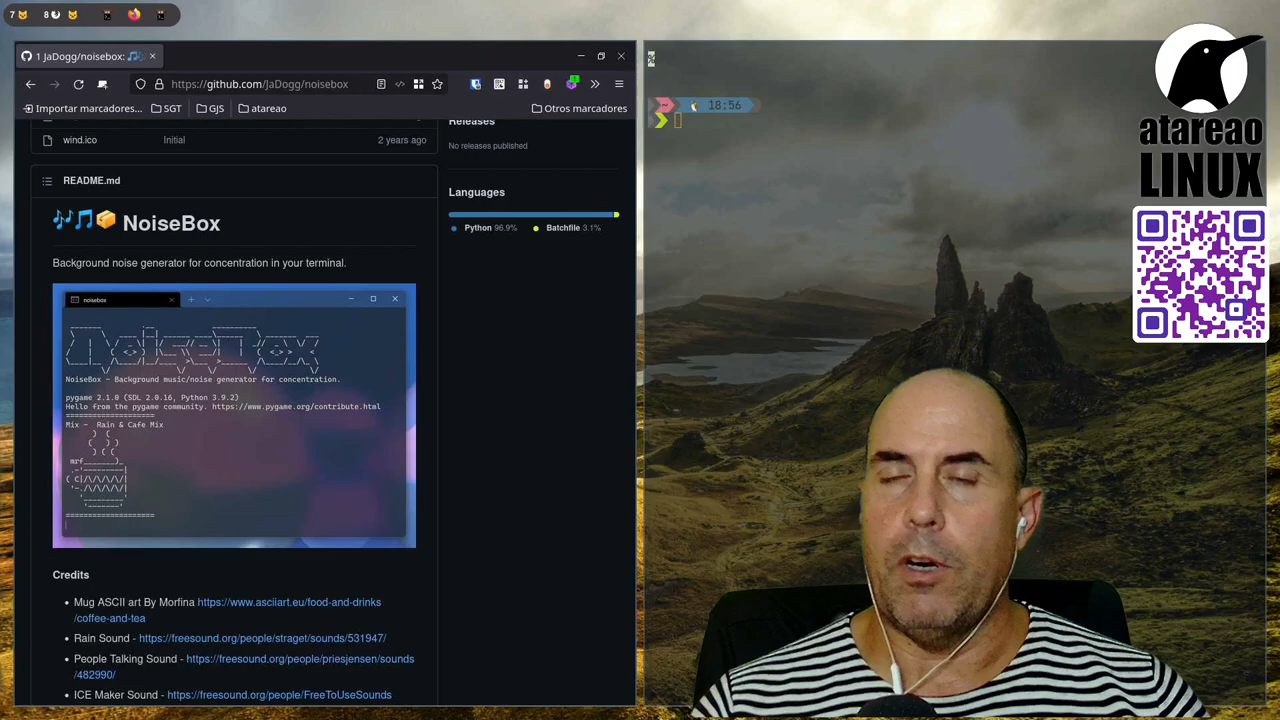 7 8
1 JaDogg/noisebox: 🎶
https://github.com/JaDogg/noisebox
Importar marcadores... SGT GJS atareao Otros marcadores
wind.ico Initial 2 years ago
README.md
🎶🎵📦 NoiseBox
Background noise generator for concentration in your terminal.
noisebox
NoiseBox - Background music/noise generator for concentration.
pygame 2.1.0 (SDL 2.0.16, Python 3.9.2)
Hello from the pygame community. https://www.pygame.org/contribute.html
====================
Mix - Rain & Cafe Mix
mrf
====================
Credits
• Mug ASCII art By Morfina https://www.asciiart.eu/food-and-drinks
/coffee-and-tea
• Rain Sound - https://freesound.org/people/straget/sounds/531947/
• People Talking Sound - https://freesound.org/people/priesjensen/sounds
/482990/
• ICE Maker Sound - https://freesound.org/people/FreeToUseSounds
Releases
No releases published
Languages
Python 96.9% Batchfile 3.1%
%
~ 18:56
atareao
LINUX